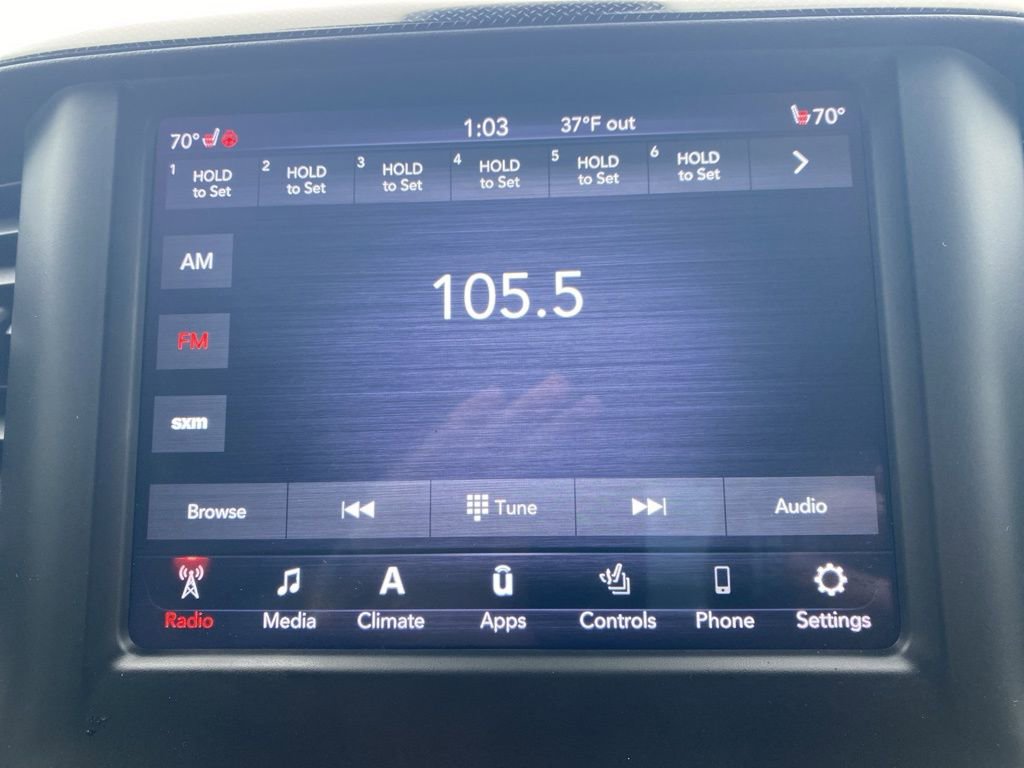 70° 1:03 37°F out 70°
1 HOLD to Set 2 HOLD to Set 3 HOLD to Set 4 HOLD to Set 5 HOLD to Set 6 HOLD to Set
AM
105.5
FM
sxm
Browse Tune Audio
A ū
Radio Media Climate Apps Controls Phone Settings